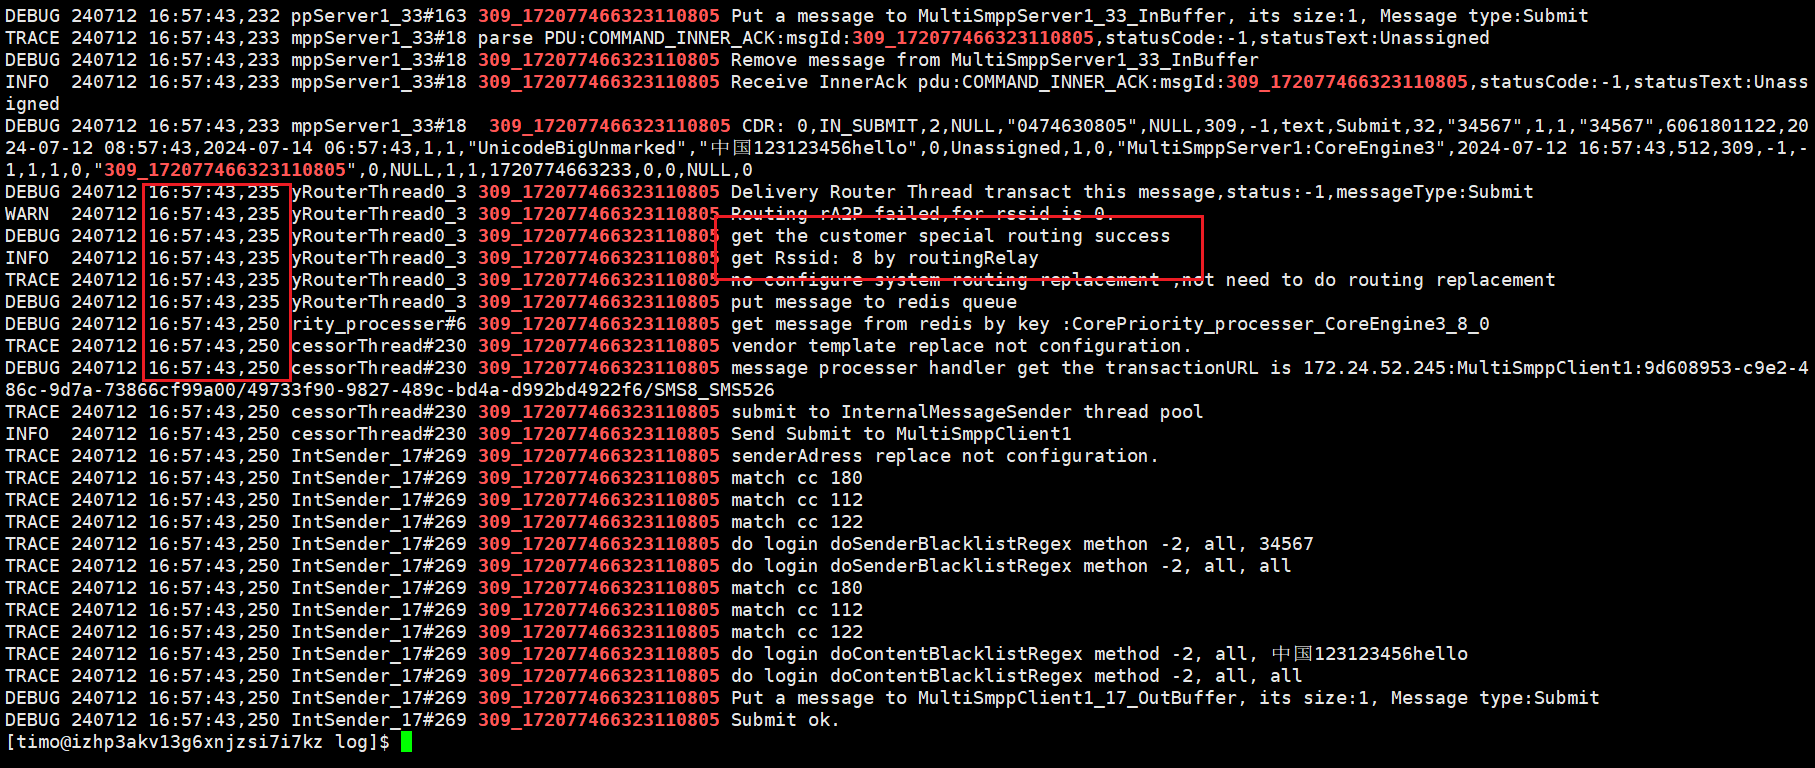 DEBUG 240712 16:57:43,232 ppServer1_33#163 309_172077466323110805 Put a message to MultiSmppServer1_33_InBuffer, its size:1, Message type:Submit
TRACE 240712 16:57:43,233 mppServer1_33#18 parse PDU:COMMAND_INNER_ACK:msgId:309_172077466323110805,statusCode:-1,statusText:Unassigned
DEBUG 240712 16:57:43,233 mppServer1_33#18 309_172077466323110805 Remove message from MultiSmppServer1_33_InBuffer
INFO  240712 16:57:43,233 mppServer1_33#18 309_172077466323110805 Receive InnerAck pdu:COMMAND_INNER_ACK:msgId:309_172077466323110805,statusCode:-1,statusText:Unass
igned
DEBUG 240712 16:57:43,233 mppServer1_33#18  309_172077466323110805 CDR: 0,IN_SUBMIT,2,NULL,"0474630805",NULL,309,-1,text,Submit,32,"34567",1,1,"34567",6061801122,2
024-07-12 08:57:43,2024-07-14 06:57:43,1,1,"UnicodeBigUnmarked","中国123123456hello",0,Unassigned,1,0,"MultiSmppServer1:CoreEngine3",2024-07-12 16:57:43,512,309,-1,-
1,1,1,0,"309_172077466323110805",0,NULL,1,1,1720774663233,0,0,NULL,0
DEBUG 240712 16:57:43,235 yRouterThread0_3 309_172077466323110805 Delivery Router Thread transact this message,status:-1,messageType:Submit
WARN  240712 16:57:43,235 yRouterThread0_3 309_172077466323110805 Routing rA2P failed,for rssid is 0.
DEBUG 240712 16:57:43,235 yRouterThread0_3 309_172077466323110805 get the customer special routing success
INFO  240712 16:57:43,235 yRouterThread0_3 309_172077466323110805 get Rssid: 8 by routingRelay
TRACE 240712 16:57:43,235 yRouterThread0_3 309_172077466323110805 no configure system routing replacement ,not need to do routing replacement
DEBUG 240712 16:57:43,235 yRouterThread0_3 309_172077466323110805 put message to redis queue
DEBUG 240712 16:57:43,250 rity_processer#6 309_172077466323110805 get message from redis by key :CorePriority_processer_CoreEngine3_8_0
TRACE 240712 16:57:43,250 cessorThread#230 309_172077466323110805 vendor template replace not configuration.
DEBUG 240712 16:57:43,250 cessorThread#230 309_172077466323110805 message processer handler get the transactionURL is 172.24.52.245:MultiSmppClient1:9d608953-c9e2-4
86c-9d7a-73866cf99a00/49733f90-9827-489c-bd4a-d992bd4922f6/SMS8_SMS526
TRACE 240712 16:57:43,250 cessorThread#230 309_172077466323110805 submit to InternalMessageSender thread pool
INFO  240712 16:57:43,250 cessorThread#230 309_172077466323110805 Send Submit to MultiSmppClient1
TRACE 240712 16:57:43,250 IntSender_17#269 309_172077466323110805 senderAdress replace not configuration.
TRACE 240712 16:57:43,250 IntSender_17#269 309_172077466323110805 match cc 180
TRACE 240712 16:57:43,250 IntSender_17#269 309_172077466323110805 match cc 112
TRACE 240712 16:57:43,250 IntSender_17#269 309_172077466323110805 match cc 122
TRACE 240712 16:57:43,250 IntSender_17#269 309_172077466323110805 do login doSenderBlacklistRegex methon -2, all, 34567
TRACE 240712 16:57:43,250 IntSender_17#269 309_172077466323110805 do login doSenderBlacklistRegex methon -2, all, all
TRACE 240712 16:57:43,250 IntSender_17#269 309_172077466323110805 match cc 180
TRACE 240712 16:57:43,250 IntSender_17#269 309_172077466323110805 match cc 112
TRACE 240712 16:57:43,250 IntSender_17#269 309_172077466323110805 match cc 122
TRACE 240712 16:57:43,250 IntSender_17#269 309_172077466323110805 do login doContentBlacklistRegex method -2, all, 中国123123456hello
TRACE 240712 16:57:43,250 IntSender_17#269 309_172077466323110805 do login doContentBlacklistRegex method -2, all, all
DEBUG 240712 16:57:43,250 IntSender_17#269 309_172077466323110805 Put a message to MultiSmppClient1_17_OutBuffer, its size:1, Message type:Submit
DEBUG 240712 16:57:43,250 IntSender_17#269 309_172077466323110805 Submit ok.
[timo@izhp3akv13g6xnjzsi7i7kz log]$